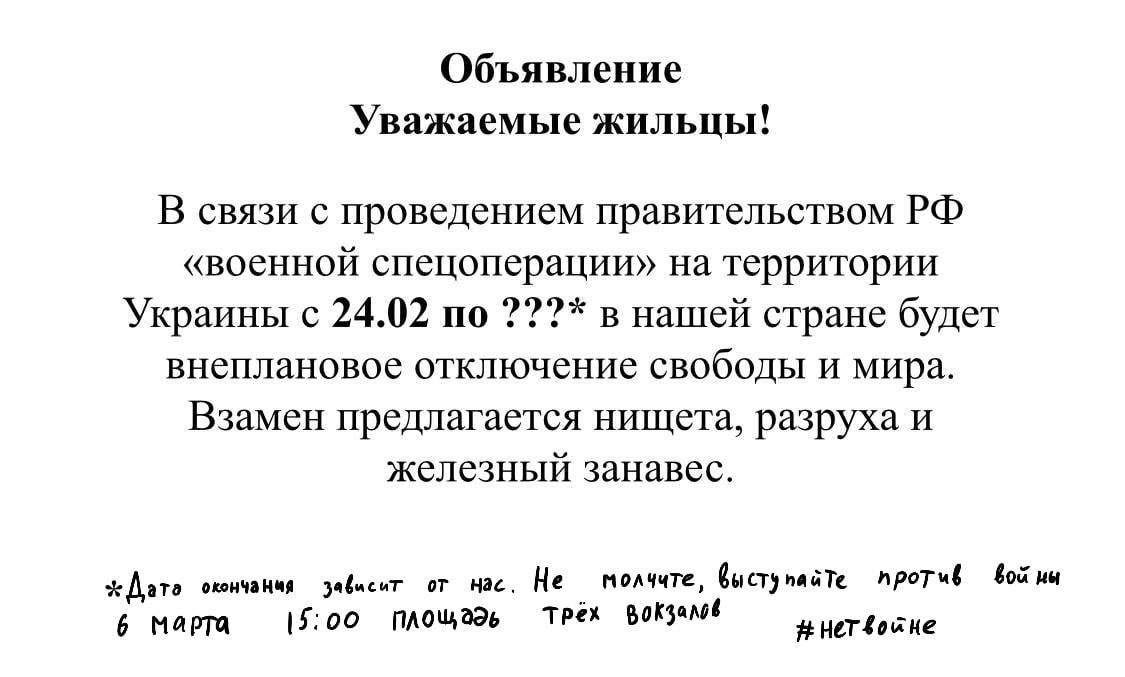 Объявление
Уважаемые жильцы!
В связи с проведением правительством РФ
«военной спецоперации» на территории
Украины с 24.02 по ???* в нашей стране будет
внеплановое отключение свободы и мира.
Взамен предлагается нищета, разруха и
железный занавес.
*Дата окончания зависит от нас. Не молчите, выступайте против войны
6 марта 15:00 площадь трёх вокзалов #нетвойне